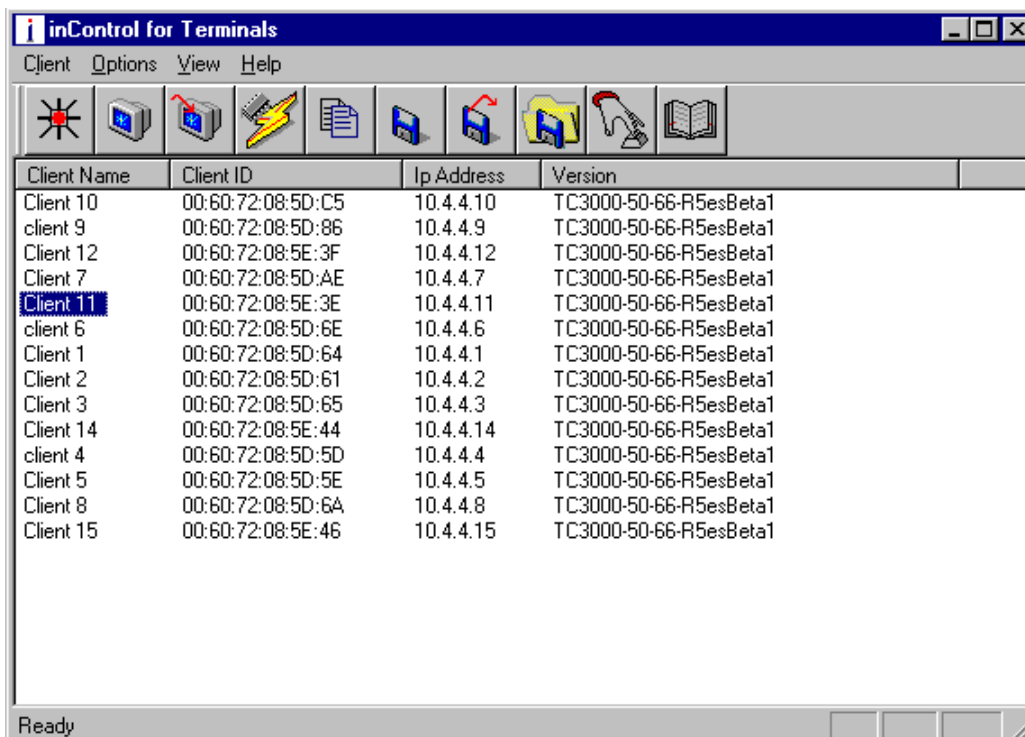 inControl for Terminals
Client Options View Help
Client Name Client ID Ip Address Version
Client 10 00:60:72:08:5D:C5 10.4.4.10 TC3000-50-66-R5esBeta1
client 9 00:60:72:08:5D:86 10.4.4.9 TC3000-50-66-R5esBeta1
Client 12 00:60:72:08:5E:3F 10.4.4.12 TC3000-50-66-R5esBeta1
Client 7 00:60:72:08:5D:AE 10.4.4.7 TC3000-50-66-R5esBeta1
Client 11 00:60:72:08:5E:3E 10.4.4.11 TC3000-50-66-R5esBeta1
client 6 00:60:72:08:5D:6E 10.4.4.6 TC3000-50-66-R5esBeta1
Client 1 00:60:72:08:5D:64 10.4.4.1 TC3000-50-66-R5esBeta1
Client 2 00:60:72:08:5D:61 10.4.4.2 TC3000-50-66-R5esBeta1
Client 3 00:60:72:08:5D:65 10.4.4.3 TC3000-50-66-R5esBeta1
Client 14 00:60:72:08:5E:44 10.4.4.14 TC3000-50-66-R5esBeta1
client 4 00:60:72:08:5D:5D 10.4.4.4 TC3000-50-66-R5esBeta1
Client 5 00:60:72:08:5D:5E 10.4.4.5 TC3000-50-66-R5esBeta1
Client 8 00:60:72:08:5D:6A 10.4.4.8 TC3000-50-66-R5esBeta1
Client 15 00:60:72:08:5E:46 10.4.4.15 TC3000-50-66-R5esBeta1
Ready